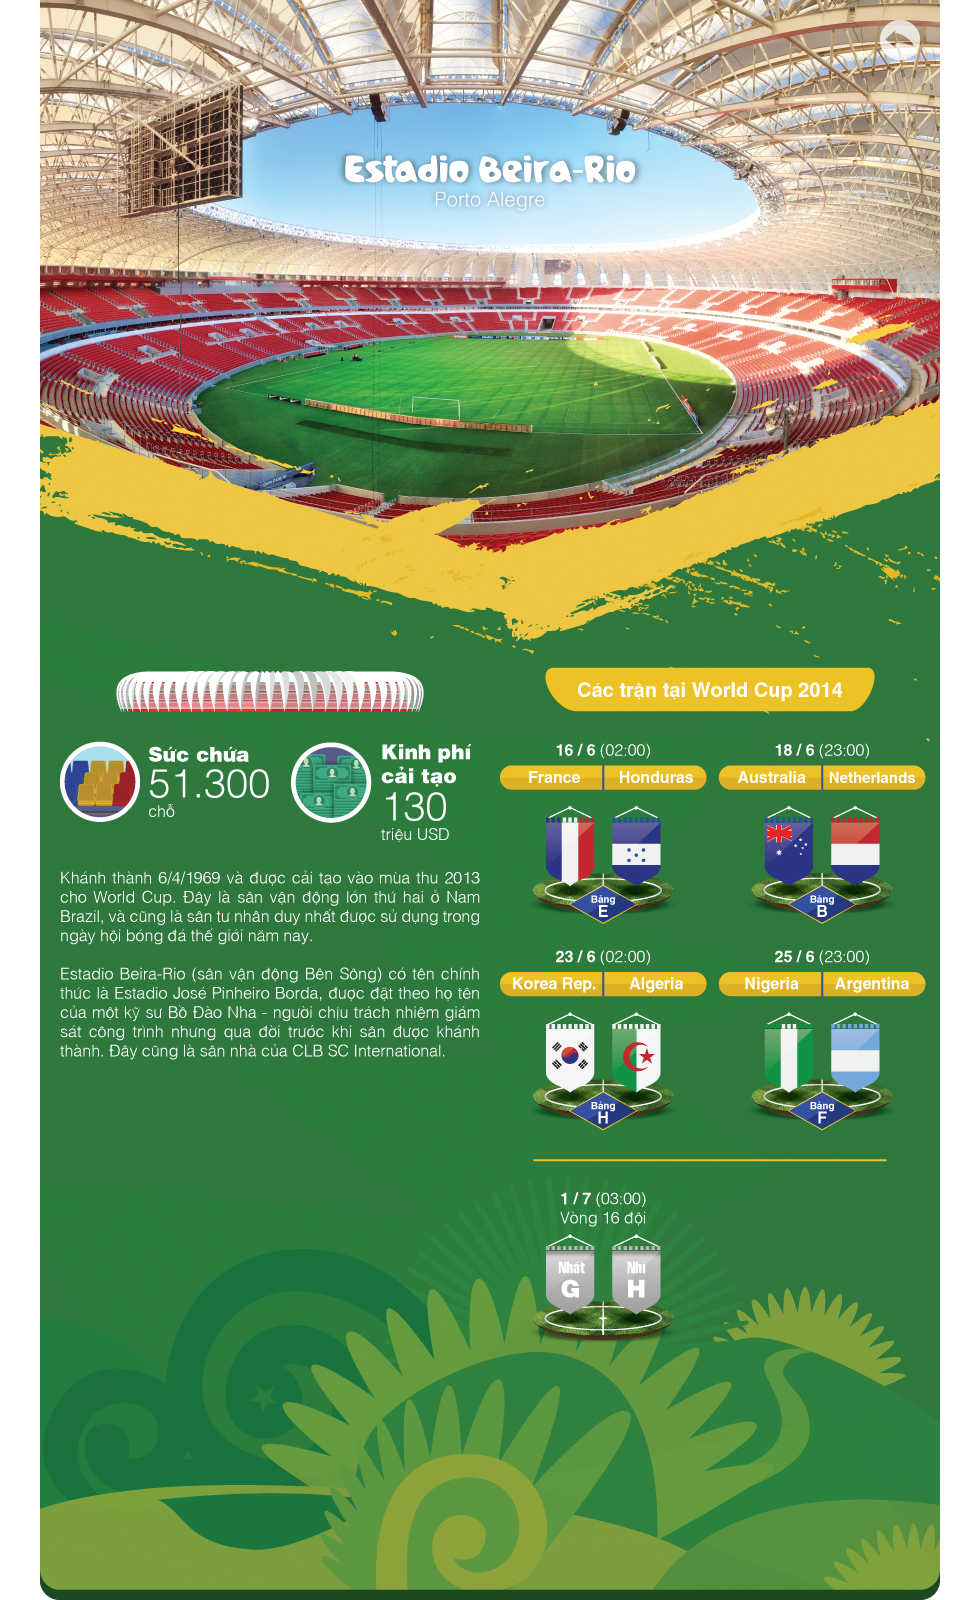 Estadio Beira-Rio
Porto Alegre
Sức chứa
51.300
chỗ
Kinh phí
cải tạo
130
triệu USD
Khánh thành 6/4/1969 và được cải tạo vào mùa thu 2013
cho World Cup. Đây là sân vận động lớn thứ hai ở Nam
Brazil, và cũng là sân tư nhân duy nhất được sử dụng trong
ngày hội bóng đá thế giới năm nay.
Estadio Beira-Rio (sân vận động Bên Sông) có tên chính
thức là Estadio José Pinheiro Borda, được đặt theo họ tên
của một kỹ sư Bồ Đào Nha - người chịu trách nhiệm giám
sát công trình nhưng qua đời trước khi sân được khánh
thành. Đây cũng là sân nhà của CLB SC International.
Các trận tại World Cup 2014
16 / 6 (02:00)
France Honduras
Bảng
E
18 / 6 (23:00)
Australia Netherlands
Bảng
B
23 / 6 (02:00)
Korea Rep. Algeria
Bảng
H
25 / 6 (23:00)
Nigeria Argentina
Bảng
F
1 / 7 (03:00)
Vòng 16 đội
Nhất Nhì
G H